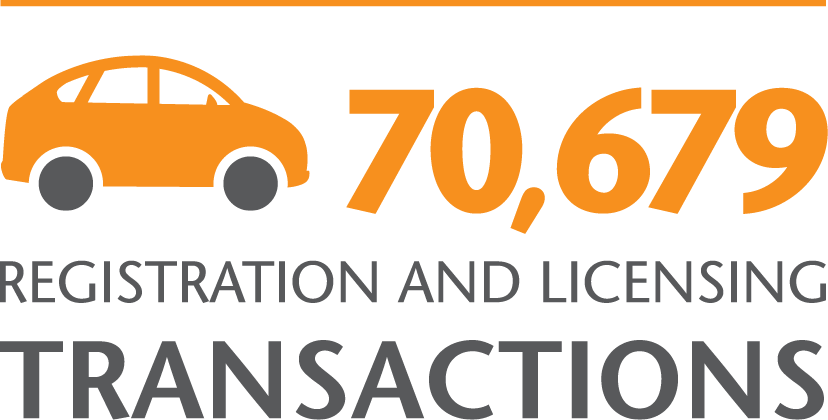 70,679
REGISTRATION AND LICENSING
TRANSACTIONS